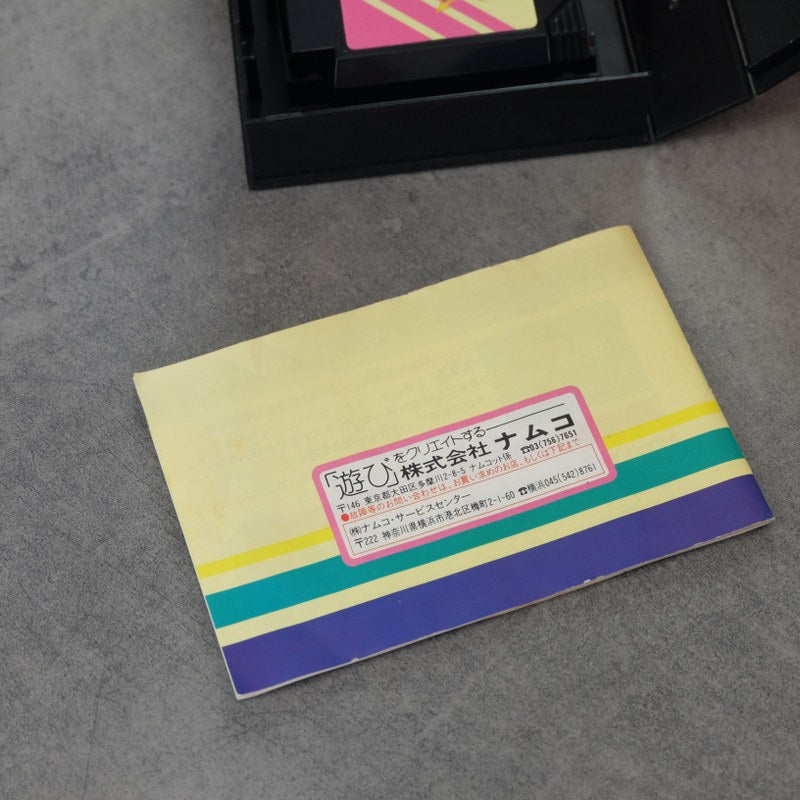 「遊び」をクリエイトする
株式会社ナムコ
〒146 東京都大田区多摩川2-8-5 ナムコット係 ☎03(756)7651
●故障等のお問い合わせは、お買い求めのお店、もしくは下記まで
㈱ナムコ・サービスセンター
〒222 神奈川県横浜市港北区樽町2-1-60 ☎横浜045(542)8761